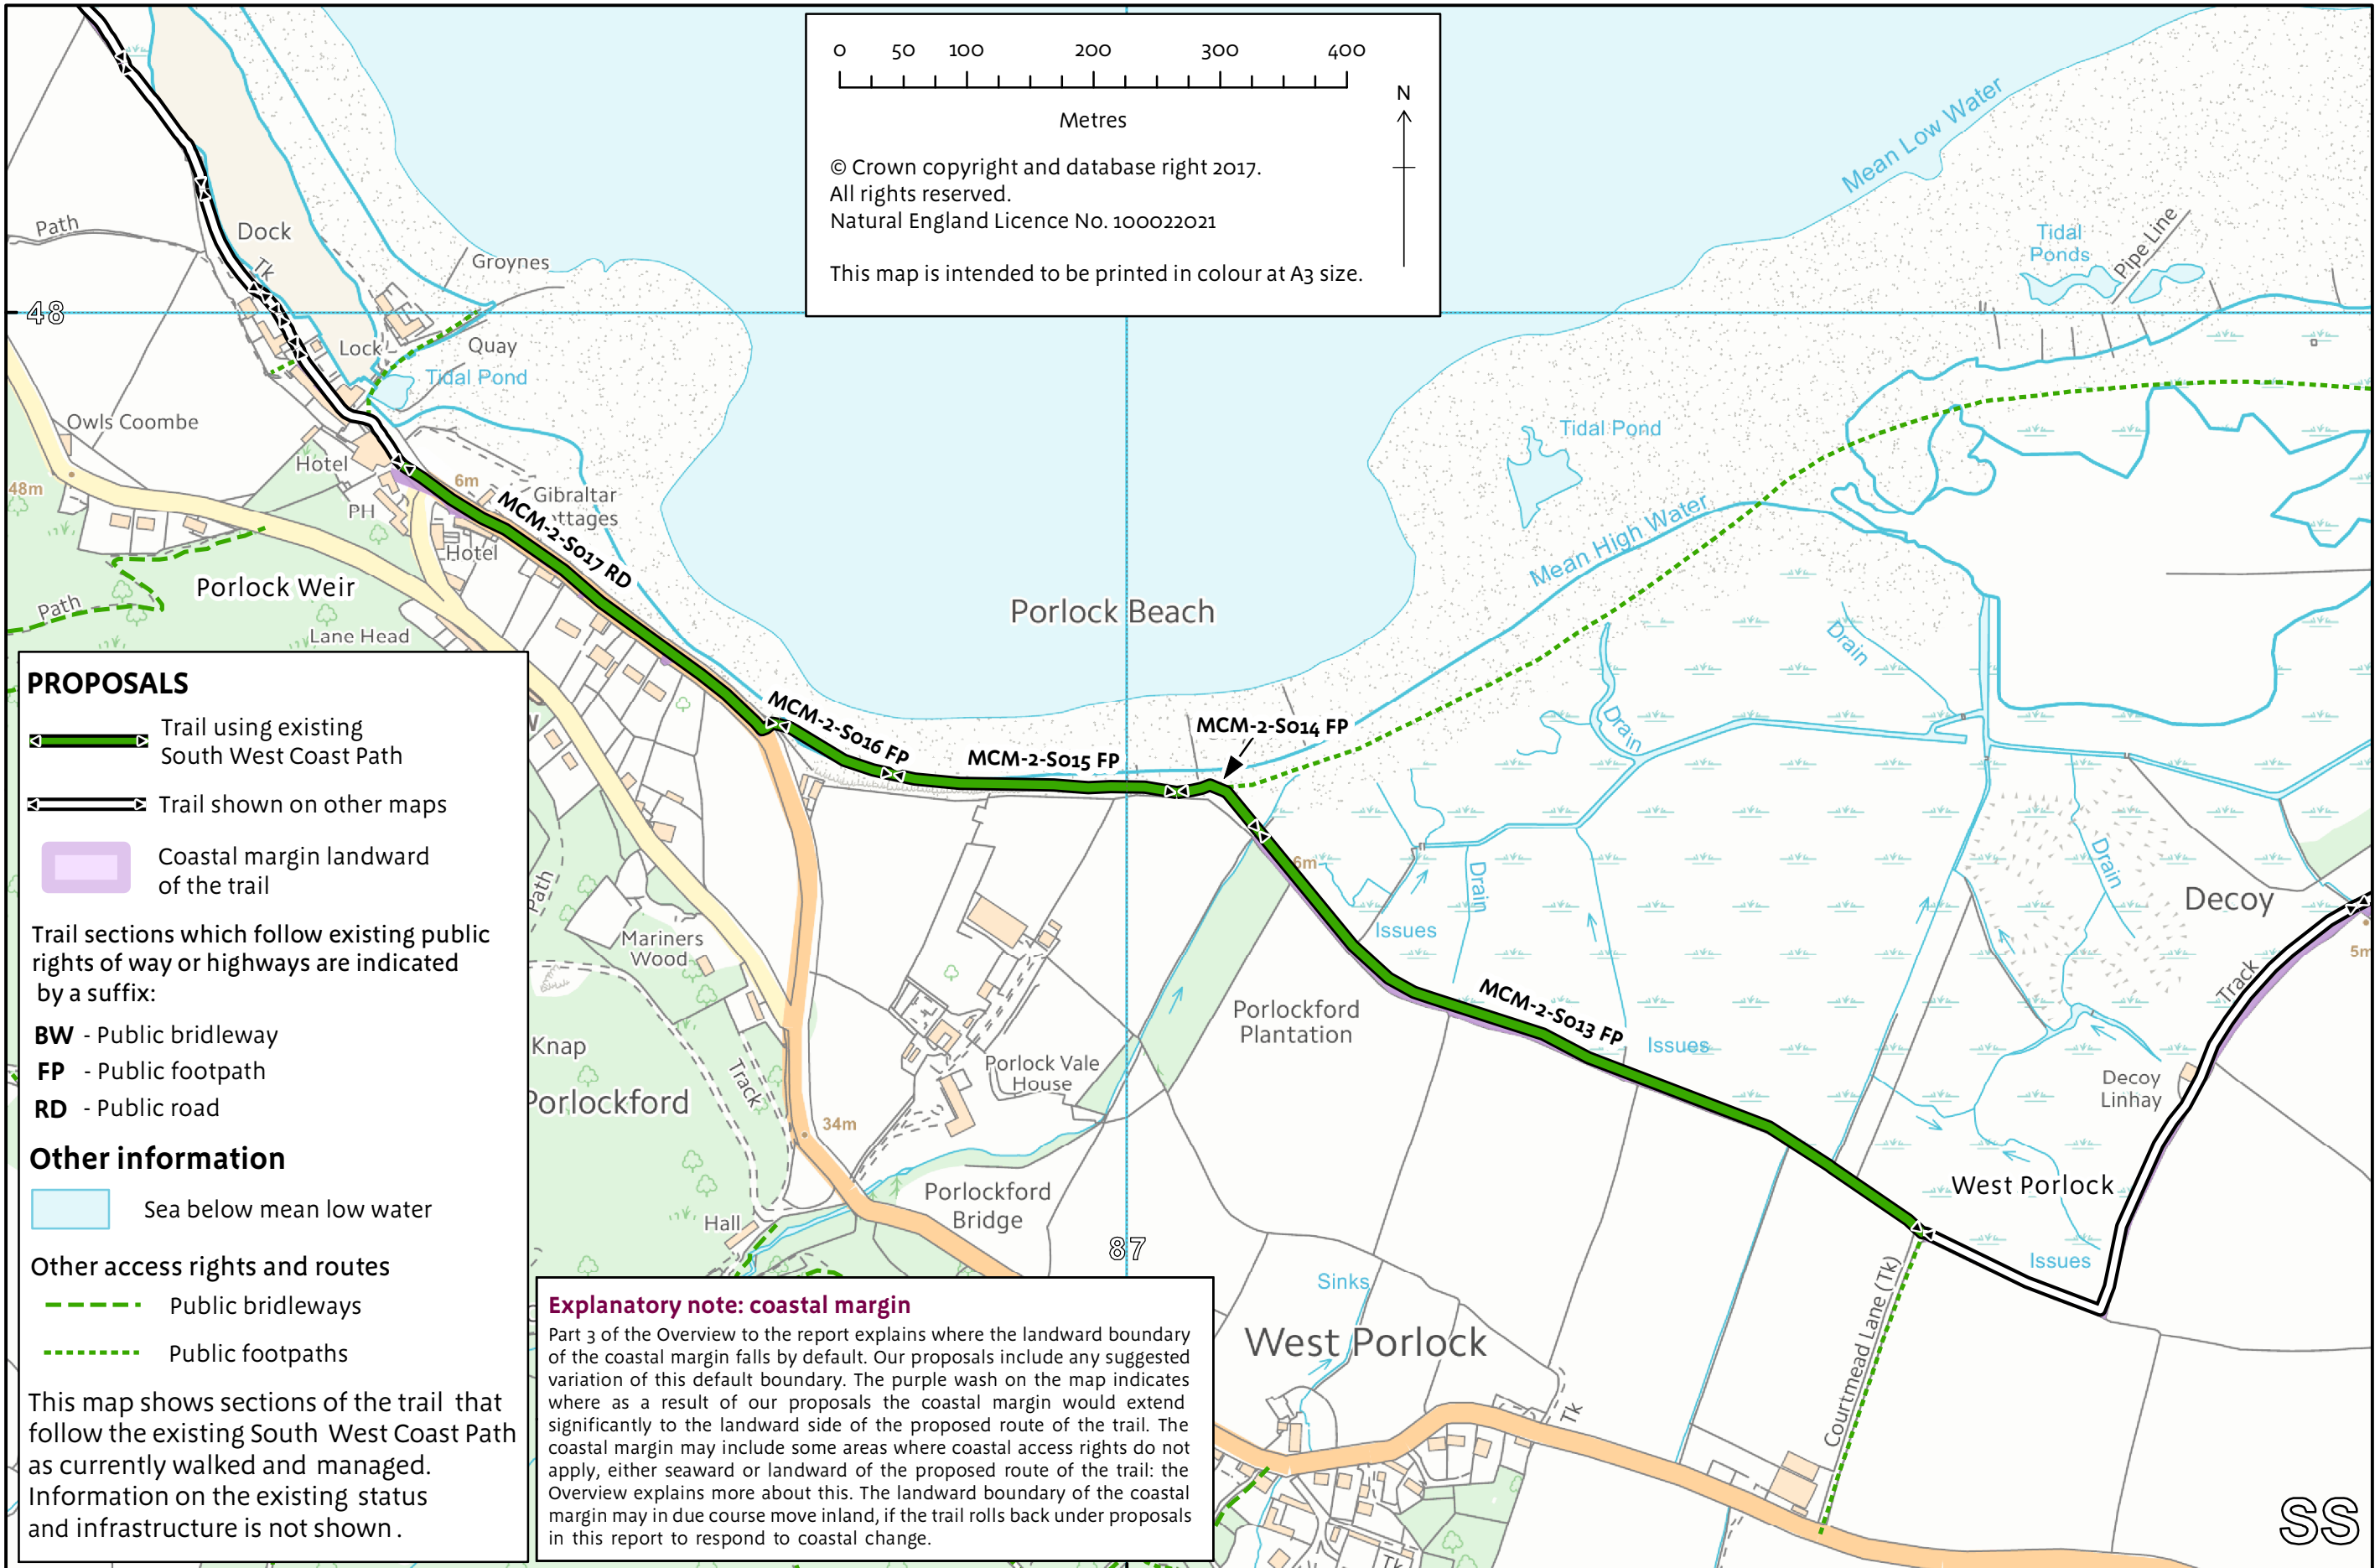 0 50 100 200 300 400
Metres
N
© Crown copyright and database right 2017.
All rights reserved.
Natural England Licence No. 100022021
This map is intended to be printed in colour at A3 size.
Mean Low Water
Tidal
Ponds
Pipe Line
Path
Dock
Tk
Groynes
48
Lock
Quay
Tidal Pond
Owls Coombe
Hotel
48m
6m
PH
Gibraltar
ttages
Hotel
MCM-2-S017 RD
Porlock Weir
Path
Lane Head
Tidal Pond
Mean High Water
Porlock Beach
Drain
Drain
MCM-2-S016 FP
MCM-2-S015 FP
MCM-2-S014 FP
6m
Drain
Drain
Decoy
Issues
5m
Track
Path
Mariners
Wood
MCM-2-S013 FP
Porlockford
Plantation
Issues
Knap
Porlock Vale
House
Track
Porlockford
Decoy
Linhay
34m
Porlockford
Bridge
Hall
West Porlock
87
Issues
Sinks
West Porlock
Courtmead Lane (Tk)
Tk
Tk
SS
PROPOSALS
Trail using existing
South West Coast Path
Trail shown on other maps
Coastal margin landward
of the trail
Trail sections which follow existing public
rights of way or highways are indicated
by a suffix:
BW - Public bridleway
FP - Public footpath
RD - Public road
Other information
Sea below mean low water
Other access rights and routes
Public bridleways
Public footpaths
This map shows sections of the trail that
follow the existing South West Coast Path
as currently walked and managed.
Information on the existing status
and infrastructure is not shown.
Explanatory note: coastal margin
Part 3 of the Overview to the report explains where the landward boundary
of the coastal margin falls by default. Our proposals include any suggested
variation of this default boundary. The purple wash on the map indicates
where as a result of our proposals the coastal margin would extend
significantly to the landward side of the proposed route of the trail. The
coastal margin may include some areas where coastal access rights do not
apply, either seaward or landward of the proposed route of the trail: the
Overview explains more about this. The landward boundary of the coastal
margin may in due course move inland, if the trail rolls back under proposals
in this report to respond to coastal change.